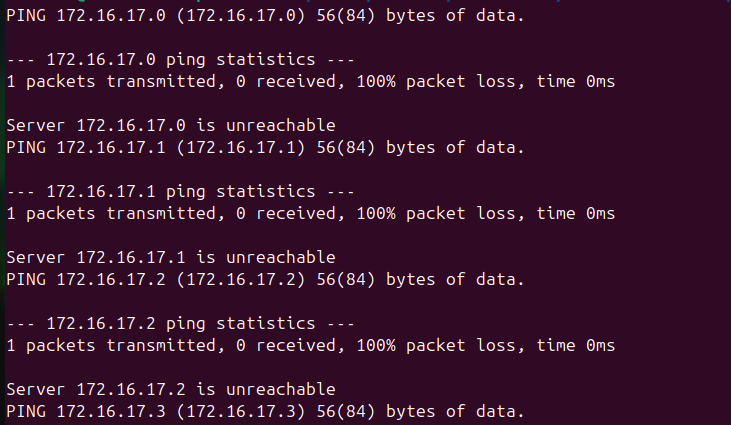 PING 172.16.17.0 (172.16.17.0) 56(84) bytes of data.

--- 172.16.17.0 ping statistics ---
1 packets transmitted, 0 received, 100% packet loss, time 0ms

Server 172.16.17.0 is unreachable
PING 172.16.17.1 (172.16.17.1) 56(84) bytes of data.

--- 172.16.17.1 ping statistics ---
1 packets transmitted, 0 received, 100% packet loss, time 0ms

Server 172.16.17.1 is unreachable
PING 172.16.17.2 (172.16.17.2) 56(84) bytes of data.

--- 172.16.17.2 ping statistics ---
1 packets transmitted, 0 received, 100% packet loss, time 0ms

Server 172.16.17.2 is unreachable
PING 172.16.17.3 (172.16.17.3) 56(84) bytes of data.